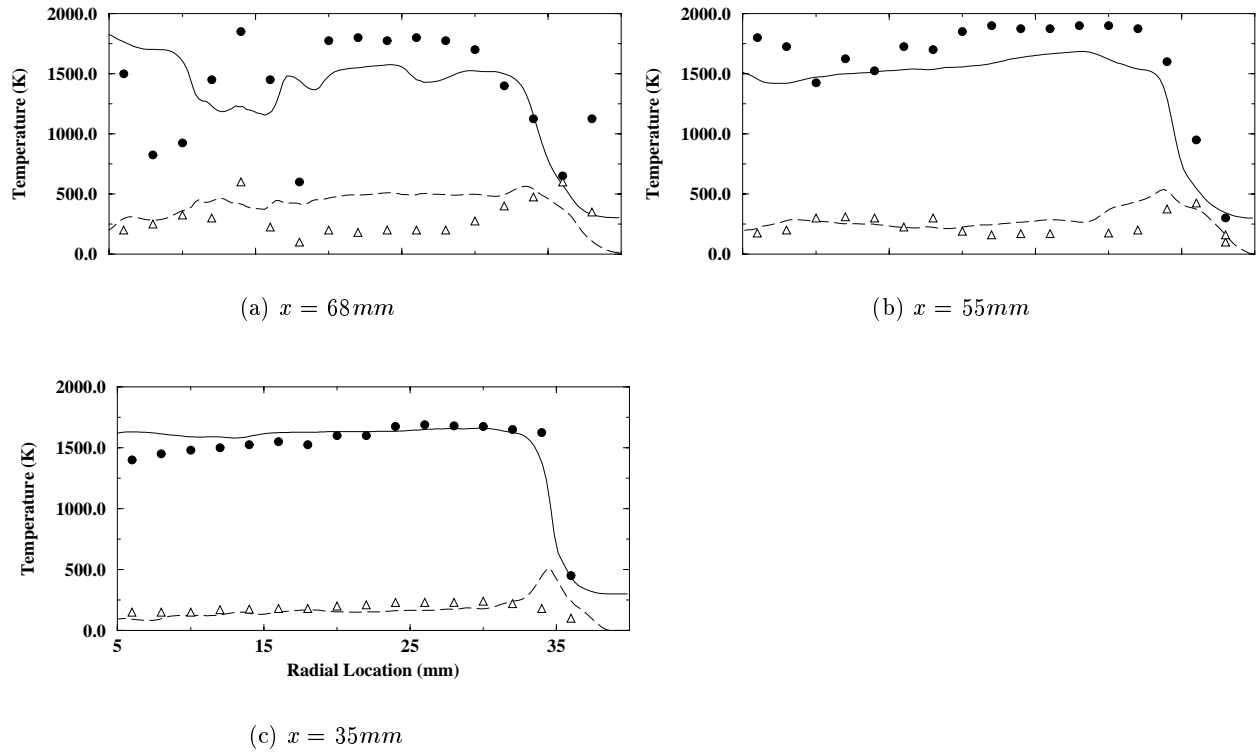 2000.0
1500.0
1000.0
500.0
0.0
Temperature (K)
(a) x = 68mm
2000.0
1500.0
1000.0
500.0
0.0
Temperature (K)
(b) x = 55mm
2000.0
1500.0
1000.0
500.0
0.0
Temperature (K)
5 15 25 35
Radial Location (mm)
(c) x = 35mm